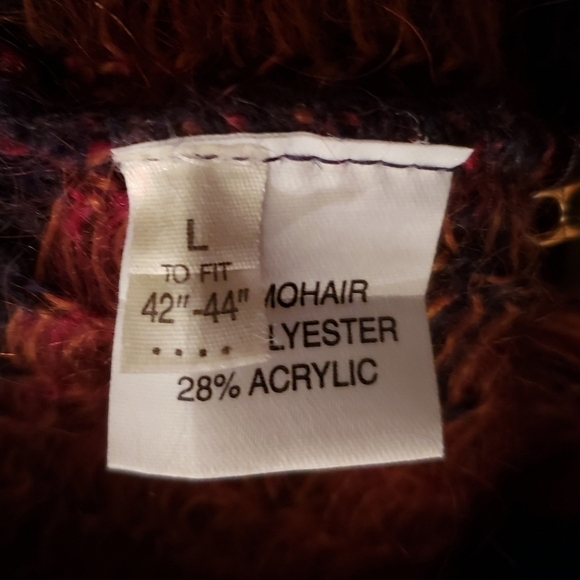 L
TO FIT
42"-44"
MOHAIR
LYESTER
28% ACRYLIC